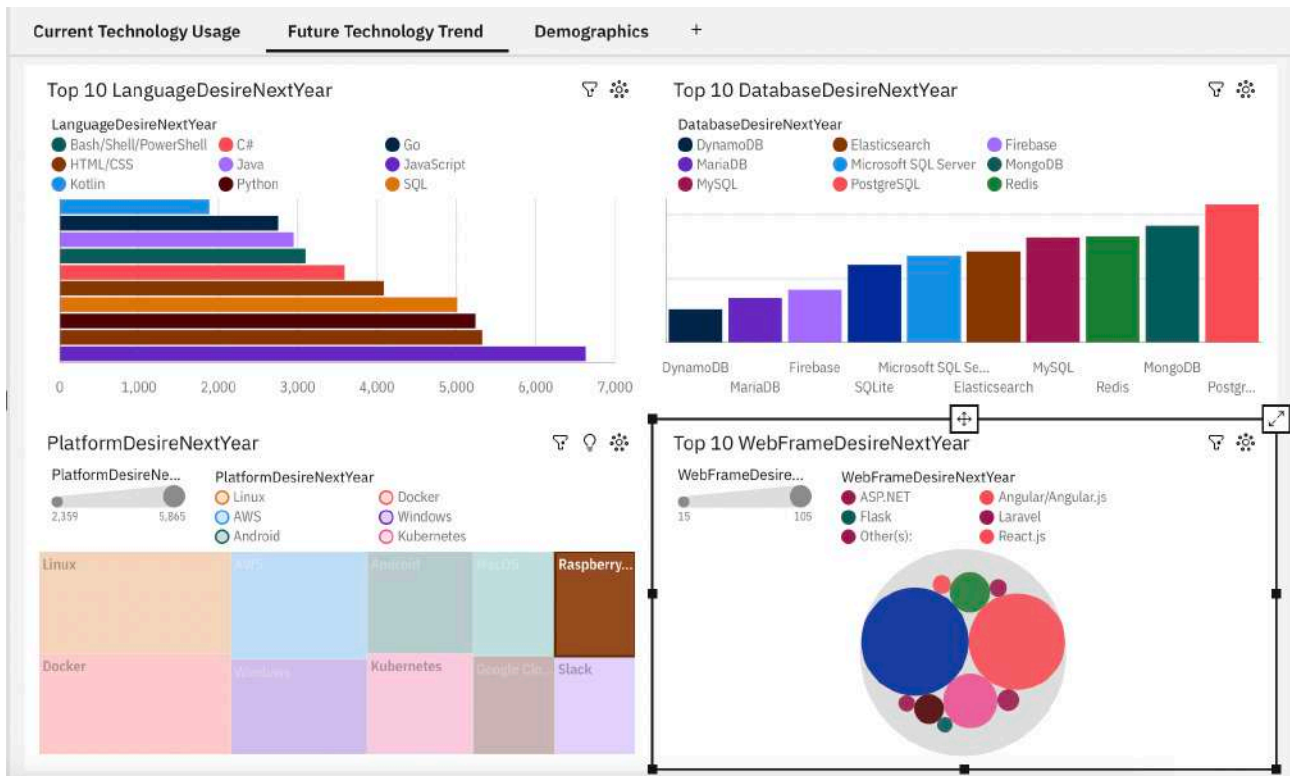 Current Technology Usage Future Technology Trend Demographics +
Top 10 LanguageDesireNextYear
LanguageDesireNextYear
Bash/Shell/PowerShell C# Go
HTML/CSS Java JavaScript
Kotlin Python SQL
0 1,000 2,000 3,000 4,000 5,000 6,000 7,000
Top 10 DatabaseDesireNextYear
DatabaseDesireNextYear
DynamoDB Elasticsearch Firebase
MariaDB Microsoft SQL Server MongoDB
MySQL PostgreSQL Redis
DynamoDB Firebase Microsoft SQL Se... MySQL MongoDB
MariaDB SQLite Elasticsearch Redis Postgr...
PlatformDesireNextYear
PlatformDesireNe... PlatformDesireNextYear
Linux Docker
AWS Windows
2,359 5,865
Android Kubernetes
Linux AWS Android MacOS Raspberry...
Docker Windows Kubernetes Google Clo... Slack
Top 10 WebFrameDesireNextYear
WebFrameDesire... WebFrameDesireNextYear
ASP.NET Angular/Angular.js
Flask Laravel
15 105
Other(s): React.js